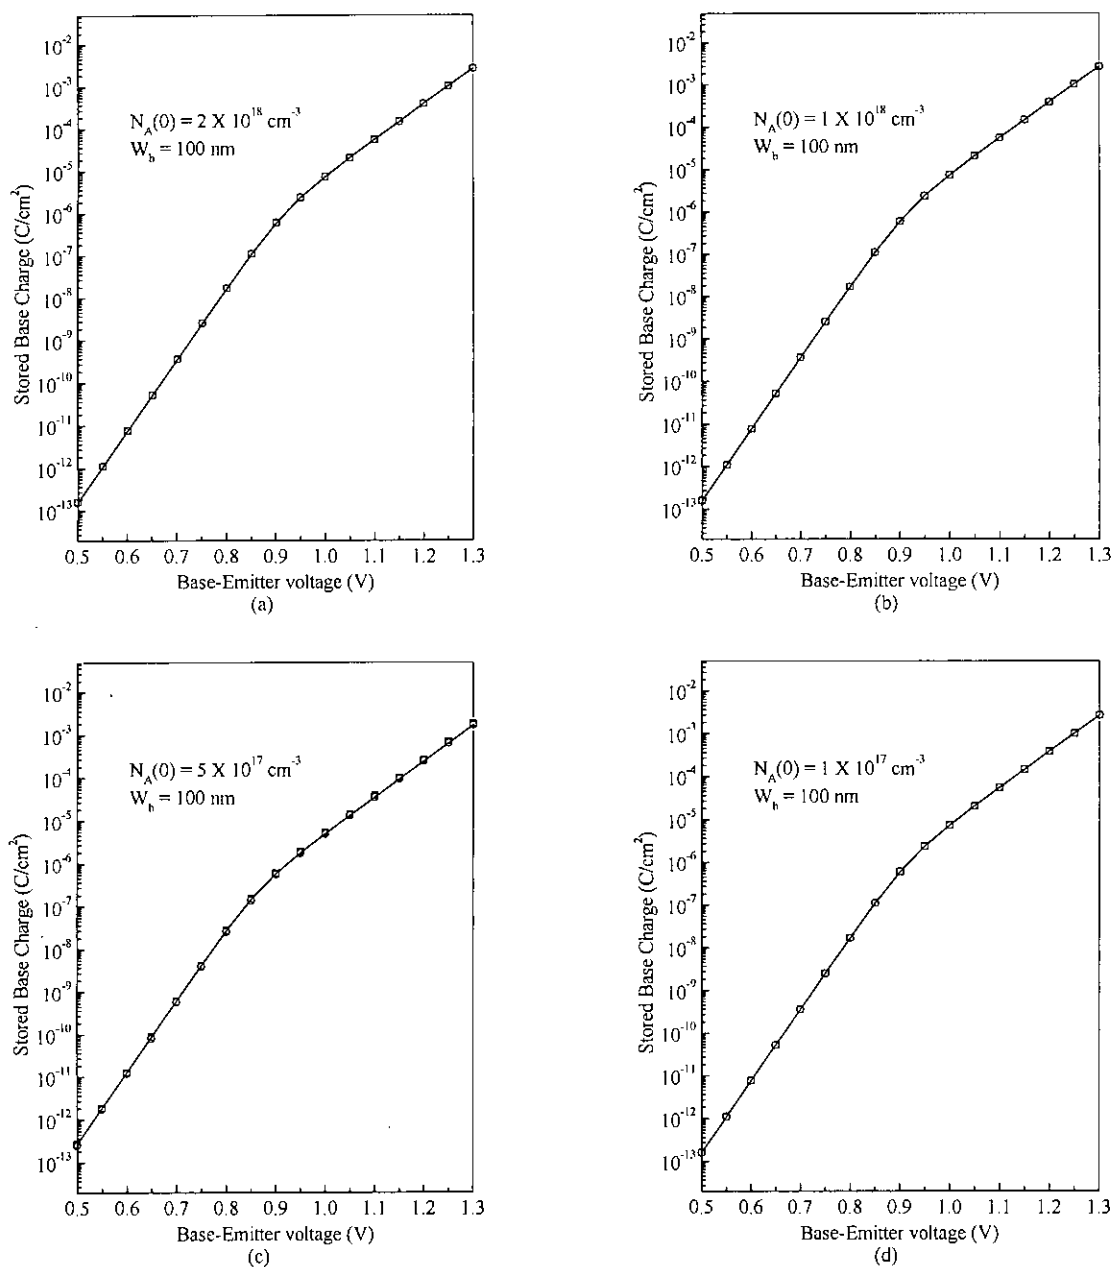 10^-2
10^-3
10^-4
10^-5
10^-6
10^-7
10^-8
10^-9
10^-10
10^-11
10^-12
10^-13
Stored Base Charge (C/cm^2)
N_A(0) = 2 X 10^18 cm^-3
W_b = 100 nm
0.5 0.6 0.7 0.8 0.9 1.0 1.1 1.2 1.3
Base-Emitter voltage (V)
(a)
10^-2
10^-3
10^-4
10^-5
10^-6
10^-7
10^-8
10^-9
10^-10
10^-11
10^-12
10^-13
Stored Base Charge (C/cm^2)
N_A(0) = 1 X 10^18 cm^-3
W_b = 100 nm
0.5 0.6 0.7 0.8 0.9 1.0 1.1 1.2 1.3
Base-Emitter voltage (V)
(b)
10^-2
10^-3
10^-4
10^-5
10^-6
10^-7
10^-8
10^-9
10^-10
10^-11
10^-12
10^-13
Stored Base Charge (C/cm^2)
N_A(0) = 5 X 10^17 cm^-3
W_b = 100 nm
0.5 0.6 0.7 0.8 0.9 1.0 1.1 1.2 1.3
Base-Emitter voltage (V)
(c)
10^-2
10^-1
10^-4
10^-5
10^-6
10^-7
10^-8
10^-9
10^-10
10^-11
10^-12
10^-13
Stored Base Charge (C/cm^2)
N_A(0) = 1 X 10^17 cm^-3
W_b = 100 nm
0.5 0.6 0.7 0.8 0.9 1.0 1.1 1.2 1.3
Base-Emitter voltage (V)
(d)